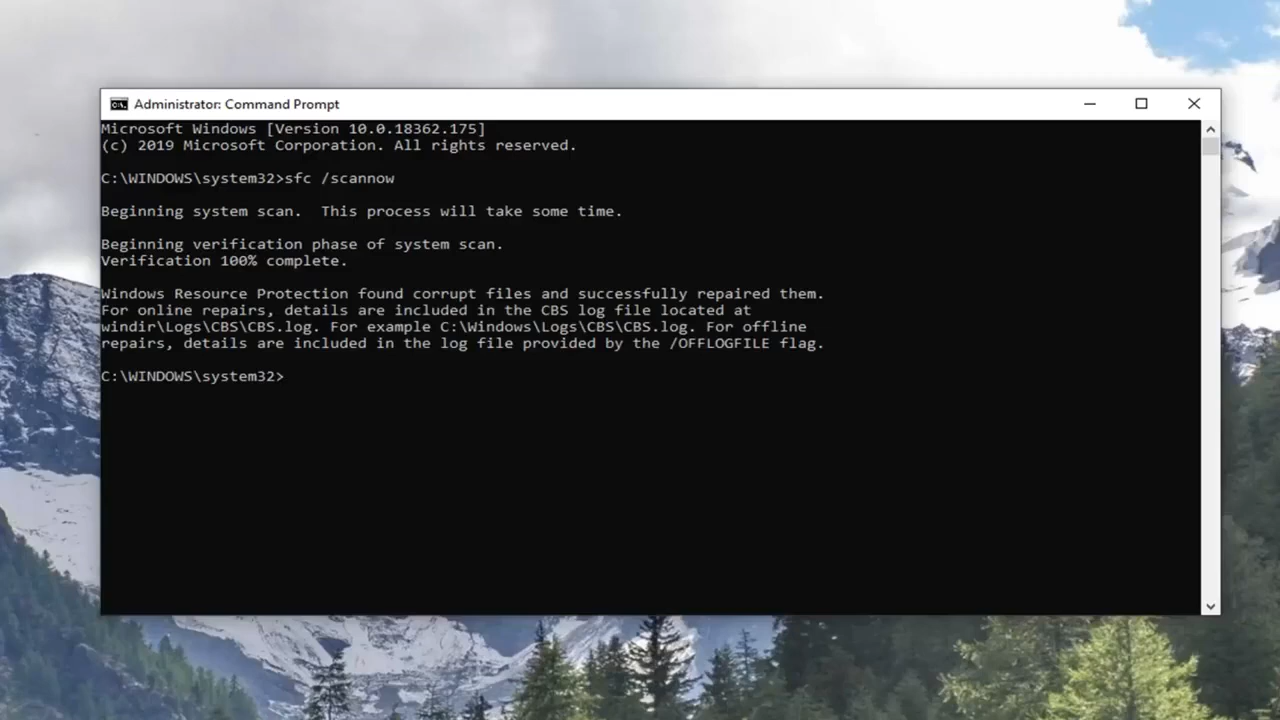 Administrator: Command Prompt
Microsoft Windows [Version 10.0.18362.175]
(c) 2019 Microsoft Corporation. All rights reserved.
C:\WINDOWS\system32>sfc /scannow
Beginning system scan.  This process will take some time.
Beginning verification phase of system scan.
Verification 100% complete.
Windows Resource Protection found corrupt files and successfully repaired them.
For online repairs, details are included in the CBS log file located at
windir\Logs\CBS\CBS.log. For example C:\Windows\Logs\CBS\CBS.log. For offline
repairs, details are included in the log file provided by the /OFFLOGFILE flag.
C:\WINDOWS\system32>